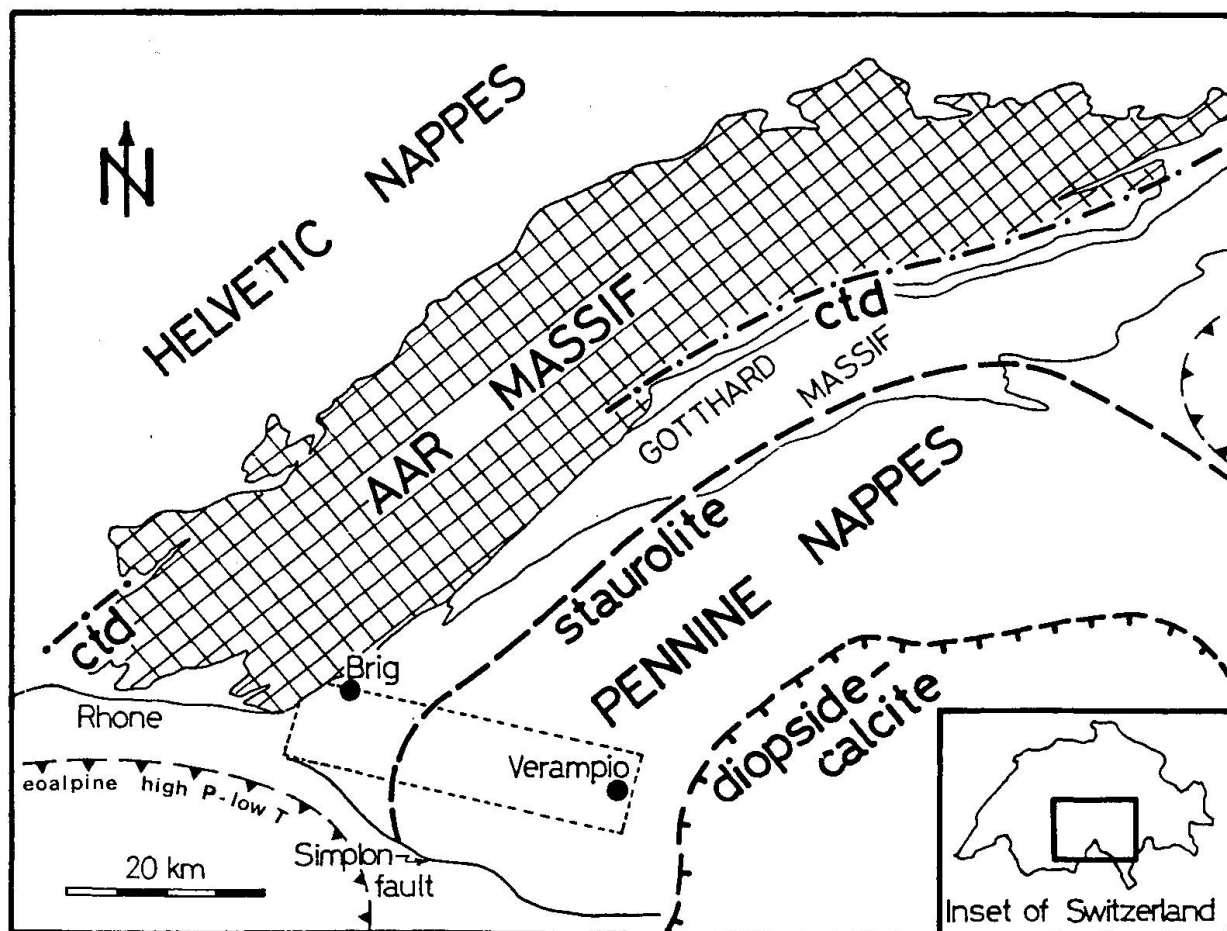 N
HELVETIC NAPPES
AAR MASSIF
ctd
GOTTHARD MASSIF
staurolite
PENNINE NAPPES
ctd
Brig
Rhone
diopside-
calcite
Verampio
eoalpine high P-low T
Simplon-
fault
20 km
Inset of Switzerland